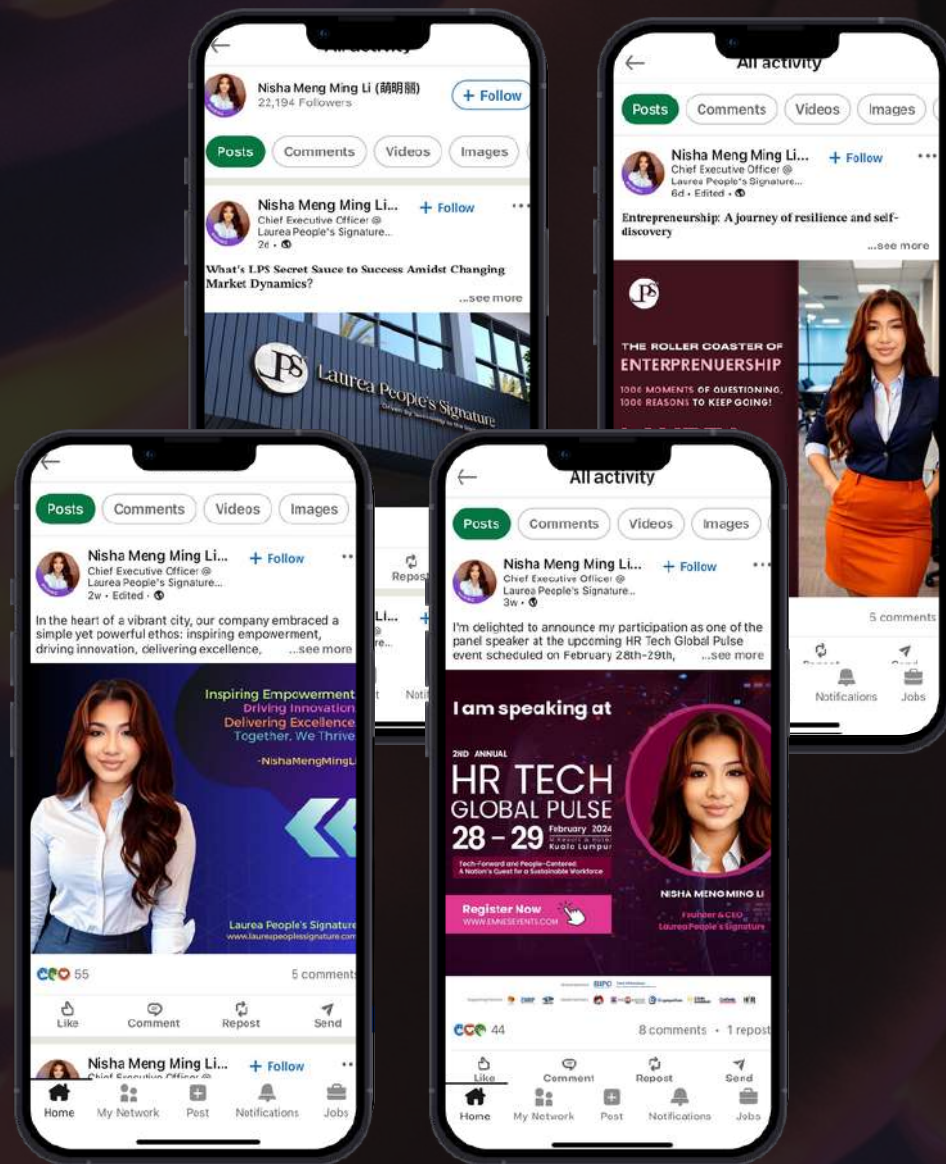 All activity
Nisha Meng Ming Li (萌明丽)
22,194 Followers
+ Follow
Posts
Comments
Videos
Images
Nisha Meng Ming Li...
+ Follow
Chief Executive Officer @
Laurea People's Signature...
2d •
What's LPS Secret Sauce to Success Amidst Changing
Market Dynamics?
...see more
LPS
Laurea People's Signature
Repost
All activity
Posts
Comments
Videos
Images
Nisha Meng Ming Li...
+ Follow
Chief Executive Officer @
Laurea People's Signature...
6d • Edited •
Entrepreneurship: A journey of resilience and self-
discovery
...see more
LPS
THE ROLLER COASTER OF
ENTERPRENUERSHIP
1000 MOMENTS OF QUESTIONING,
1000 REASONS TO KEEP GOING!
5 comments
Notifications
Jobs
Posts
Comments
Videos
Images
Nisha Meng Ming Li...
+ Follow
Chief Executive Officer @
Laurea People's Signature...
2w • Edited •
In the heart of a vibrant city, our company embraced a
simple yet powerful ethos: inspiring empowerment,
driving innovation, delivering excellence,
...see more
Inspiring Empowerment
Driving Innovation
Delivering Excellence
Together, We Thrive
-NishaMengMingLi
Laurea People's Signature
www.laureapeoplessignature.com
55
5 comments
Like
Comment
Repost
Send
Nisha Meng Ming Li...
+ Follow
Chief Executive Officer @
Home
My Network
Post
Notifications
Jobs
All activity
Posts
Comments
Videos
Images
Nisha Meng Ming Li...
+ Follow
Chief Executive Officer @
Laurea People's Signature...
3w •
I'm delighted to announce my participation as one of the
panel speaker at the upcoming HR Tech Global Pulse
event scheduled on February 28th-29th,
...see more
I am speaking at
2ND ANNUAL
HR TECH
GLOBAL PULSE
28 – 29
February 2024
Kuala Lumpur
Tech-Forward and People-Centered:
A Nation's Quest for a Sustainable Workforce
Register Now
WWW.EMNESEVENTS.COM
NISHA MENG MING LI
Founder & CEO
Laurea People's Signature
BIPO
44
8 comments • 1 repost
Like
Comment
Repost
Send
Home
My Network
Post
Notifications
Jobs